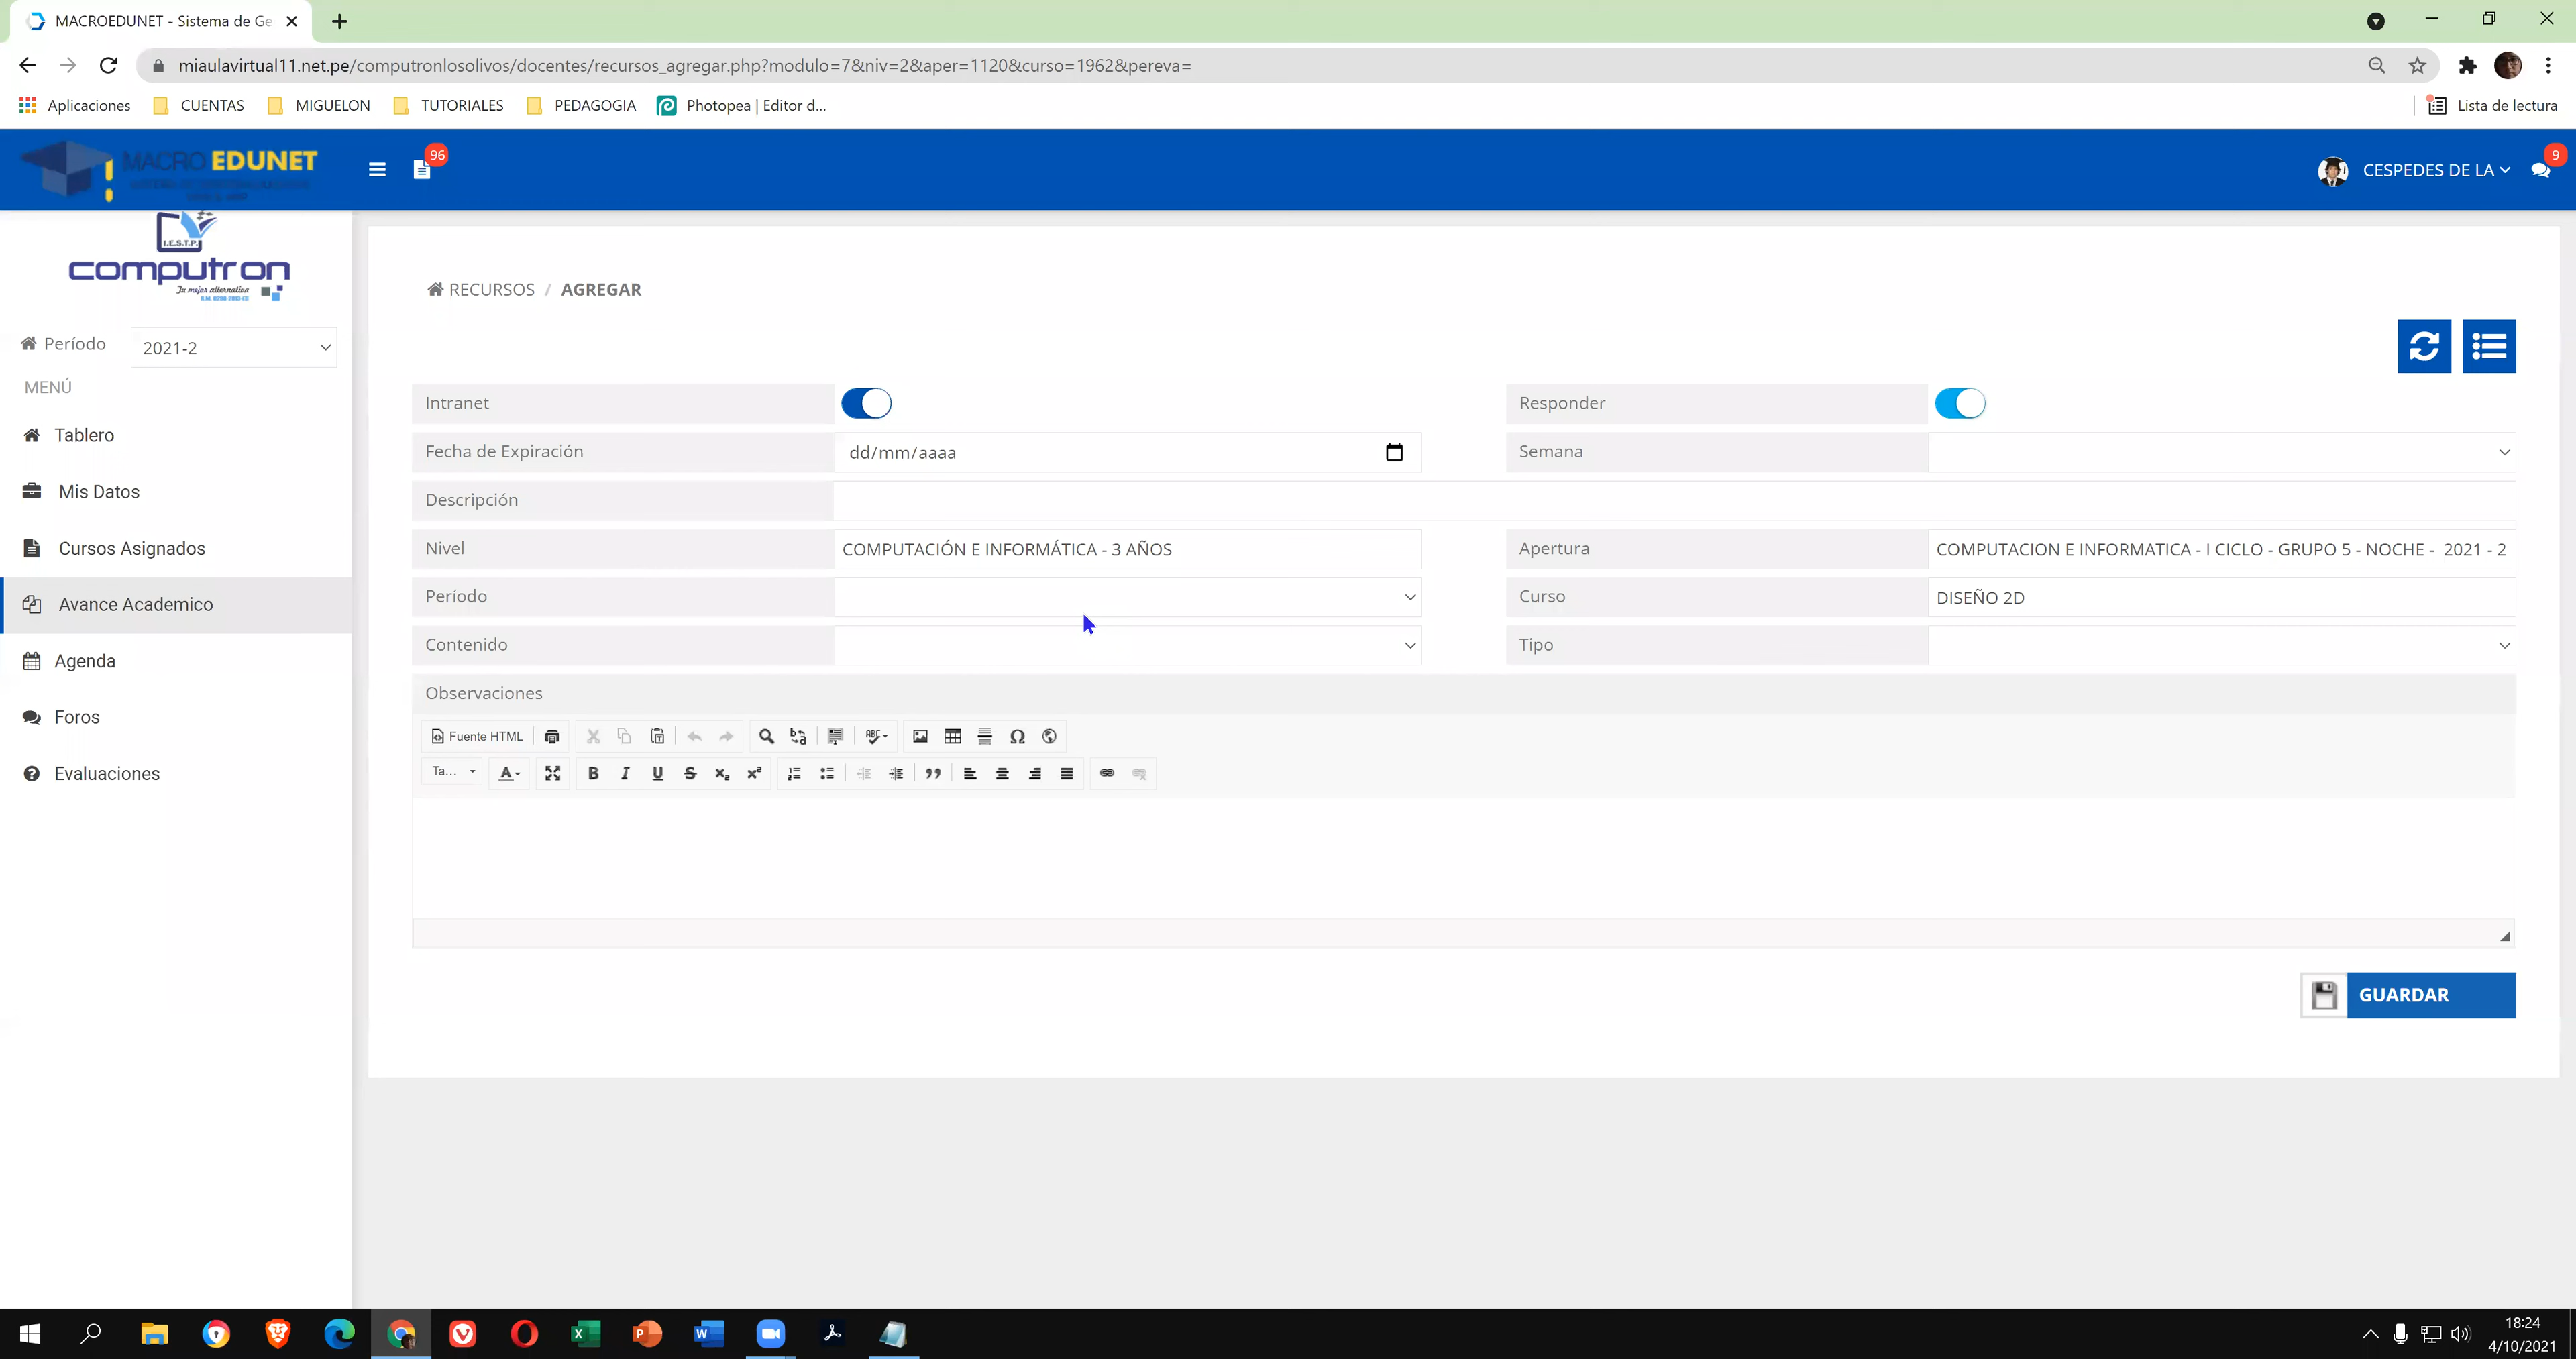 MACROEDUNET - Sistema de Ge
miaulavirtual11.net.pe/computronlosolivos/docentes/recursos_agregar.php?modulo=7&niv=2&aper=1120&curso=1962&pereva=
Aplicaciones CUENTAS MIGUELON TUTORIALES PEDAGOGIA Photopea | Editor d... Lista de lectura
MACRO EDUNET 96 CESPEDES DE LA 9
I.E.S.T.P.
computron
Tu mejor alternativa
RECURSOS / AGREGAR
Período 2021-2
MENÚ
Tablero
Mis Datos
Cursos Asignados
Avance Academico
Agenda
Foros
Evaluaciones
Intranet Responder
Fecha de Expiración dd/mm/aaaa Semana
Descripción
Nivel COMPUTACIÓN E INFORMÁTICA - 3 AÑOS Apertura COMPUTACION E INFORMATICA - I CICLO - GRUPO 5 - NOCHE - 2021 - 2
Período Curso DISEÑO 2D
Contenido Tipo
Observaciones
Fuente HTML
Ta...
GUARDAR
18:24
4/10/2021